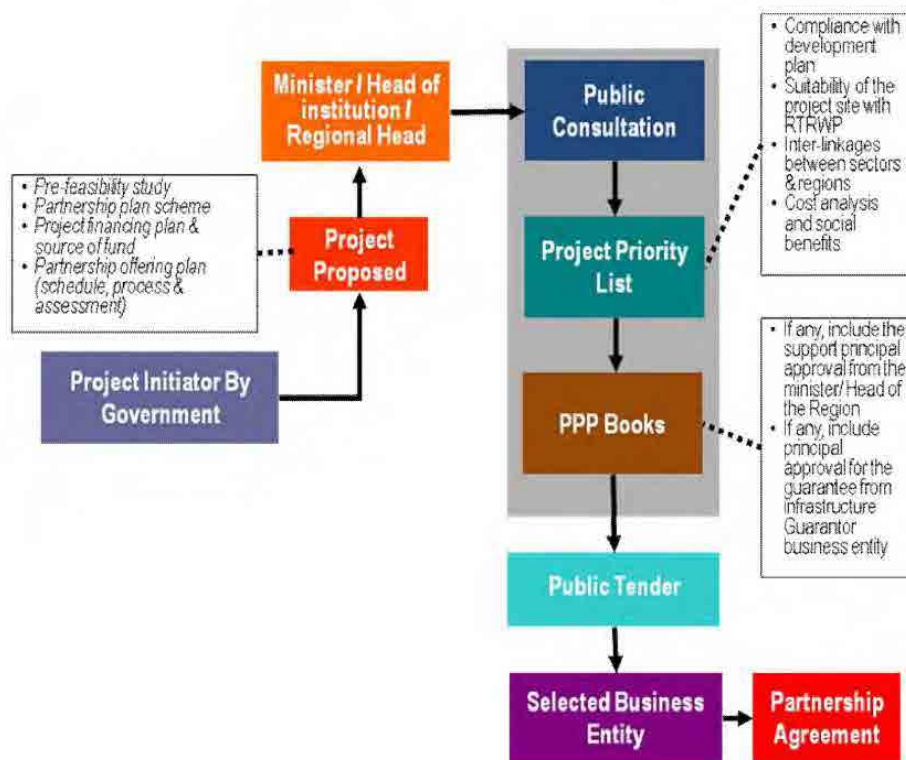 Minister / Head of
institution /
Regional Head
Public
Consultation
• Compliance with
development
plan
• Suitability of the
project site with
RTRWP
• Inter-linkages
between sectors
& regions
• Cost analysis
and social
benefits
• Pre-feasibility study
• Partnership plan scheme
• Project financing plan &
source of fund
• Partnership offering plan
(schedule, process &
assessment)
Project
Proposed
Project Priority
List
Project Initiator By
Government
PPP Books
• If any, include the
support principal
approval from the
minister/ Head of
the Region
• If any, include
principal
approval for the
guarantee from
infrastructure
Guarantor
business entity
Public Tender
Selected Business
Entity
Partnership
Agreement